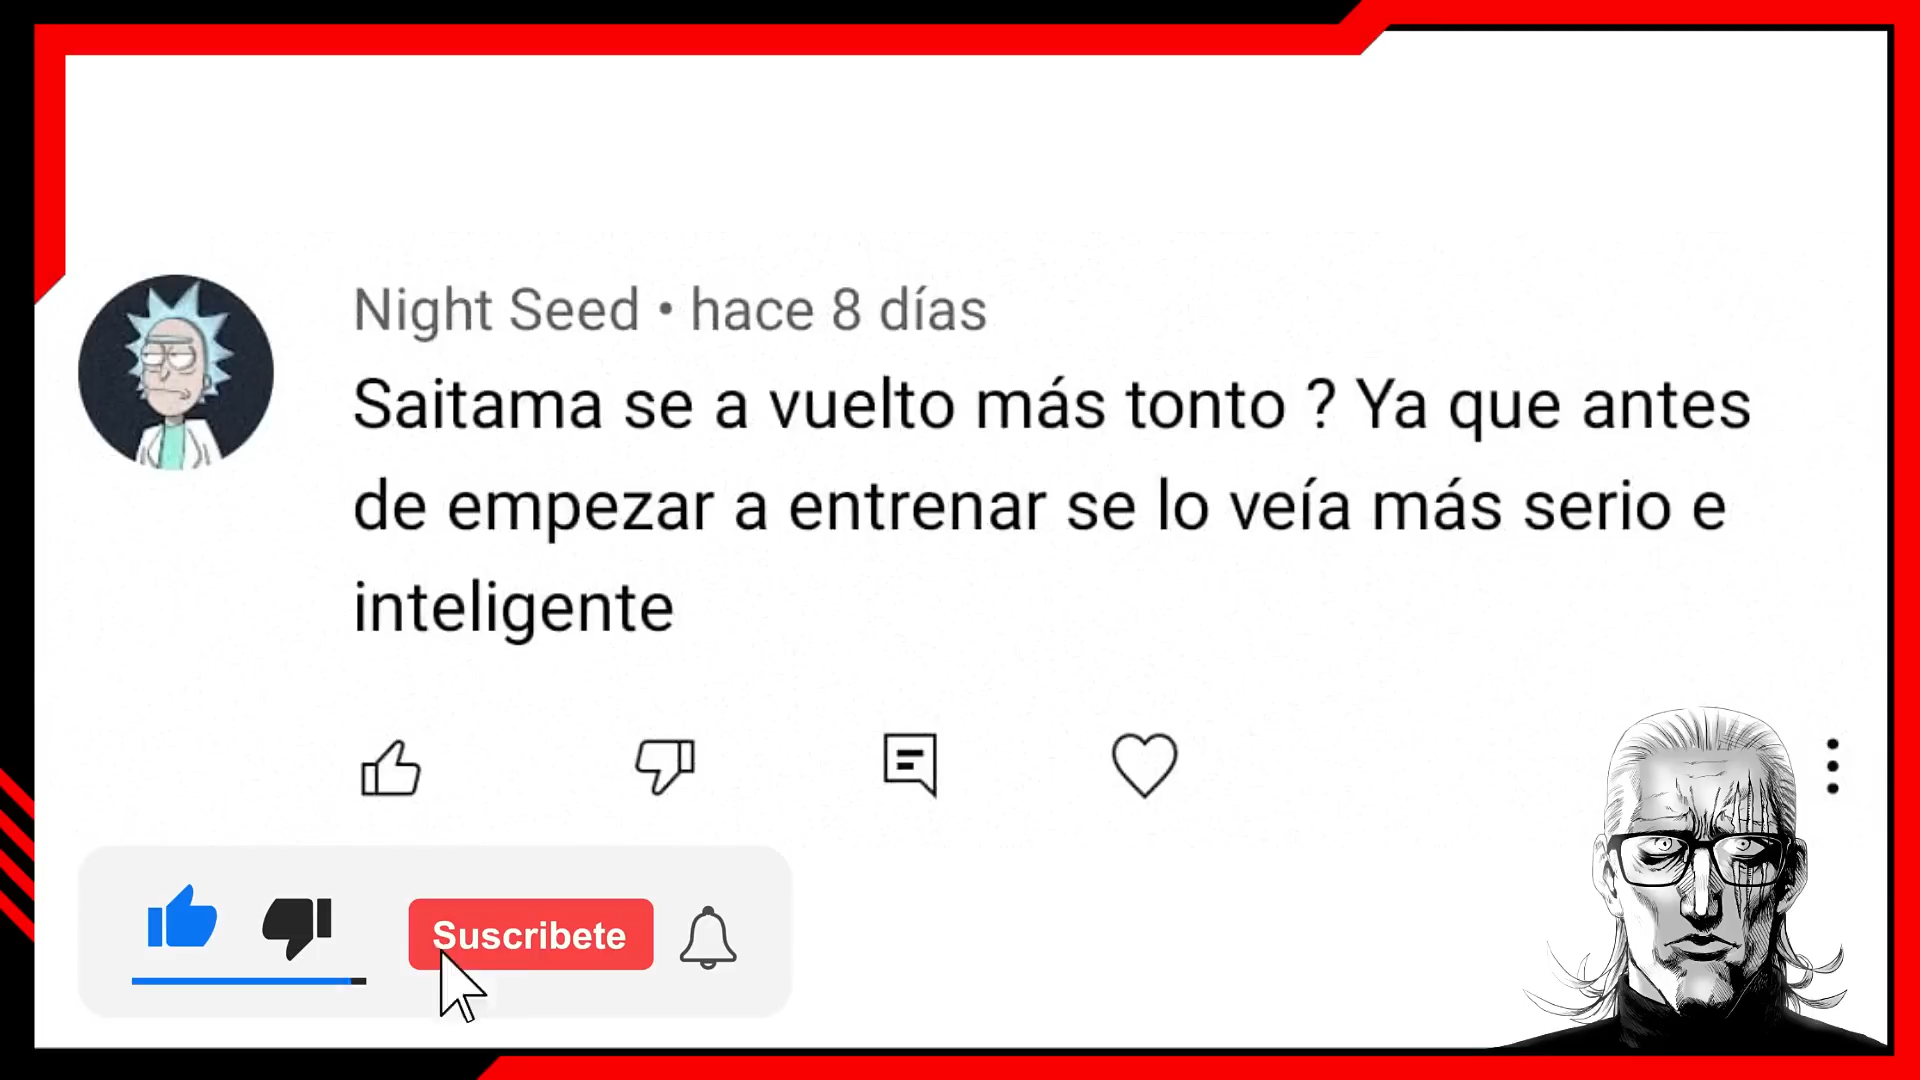 Night Seed • hace 8 días
Saitama se a vuelto más tonto ? Ya que antes
de empezar a entrenar se lo veía más serio e
inteligente
Suscribete